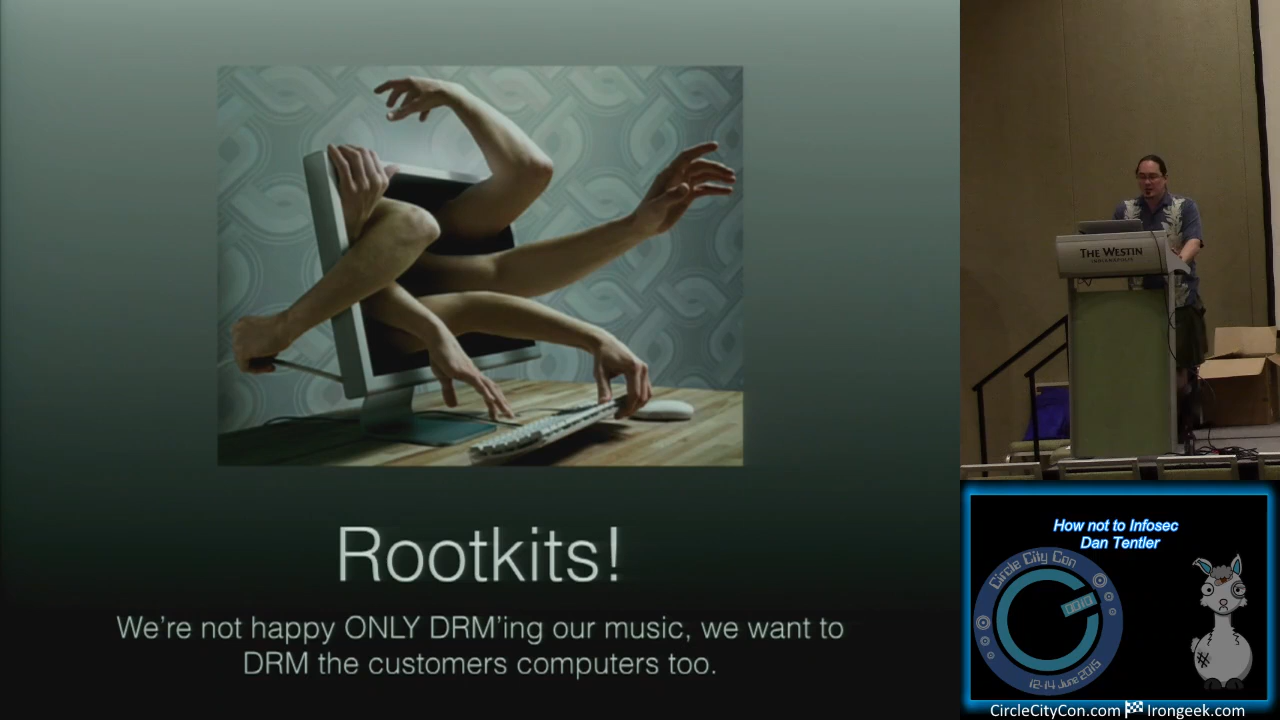 Rootkits!
We're not happy ONLY DRM'ing our music, we want to
DRM the customers computers too.
THE WESTIN
INDIANAPOLIS
How not to Infosec
Dan Tentler
Circle City Con
12-14 June 2015
CircleCityCon.com Irongeek.com